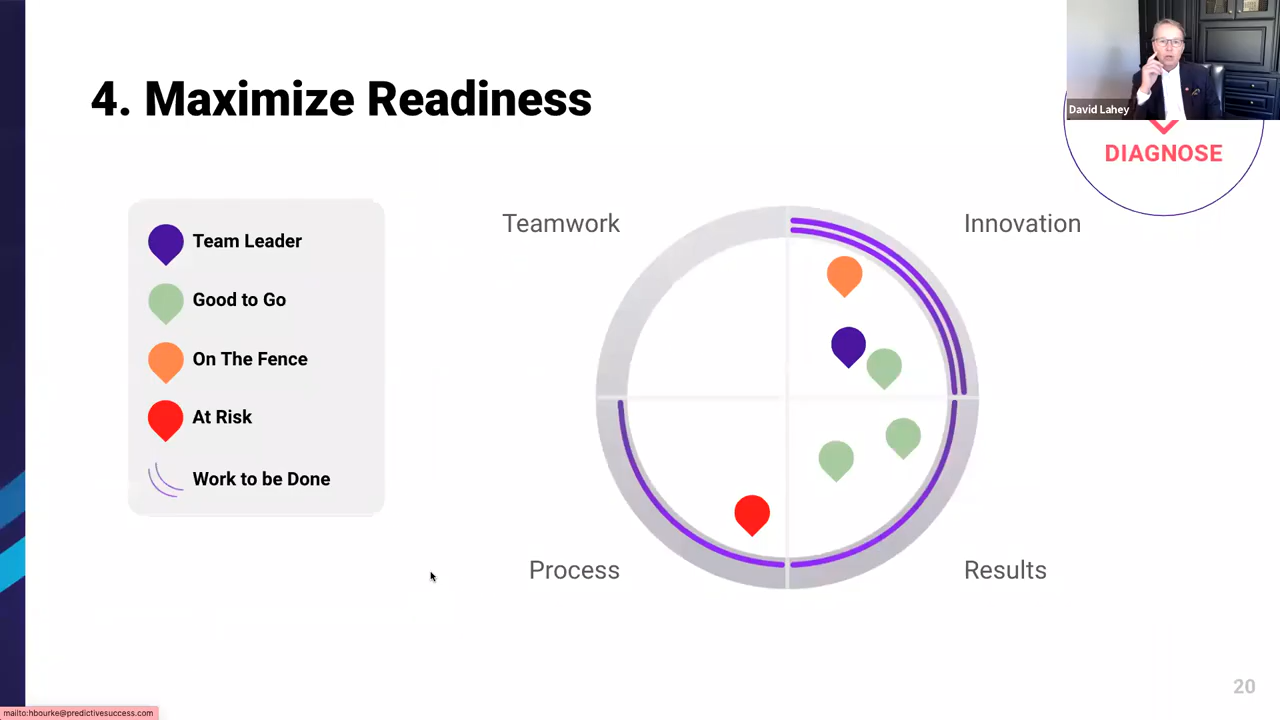 4. Maximize Readiness
David Lahey
DIAGNOSE
Team Leader
Good to Go
On The Fence
At Risk
Work to be Done
Teamwork
Innovation
Process
Results
20
mailto:hbourke@predictivesuccess.com